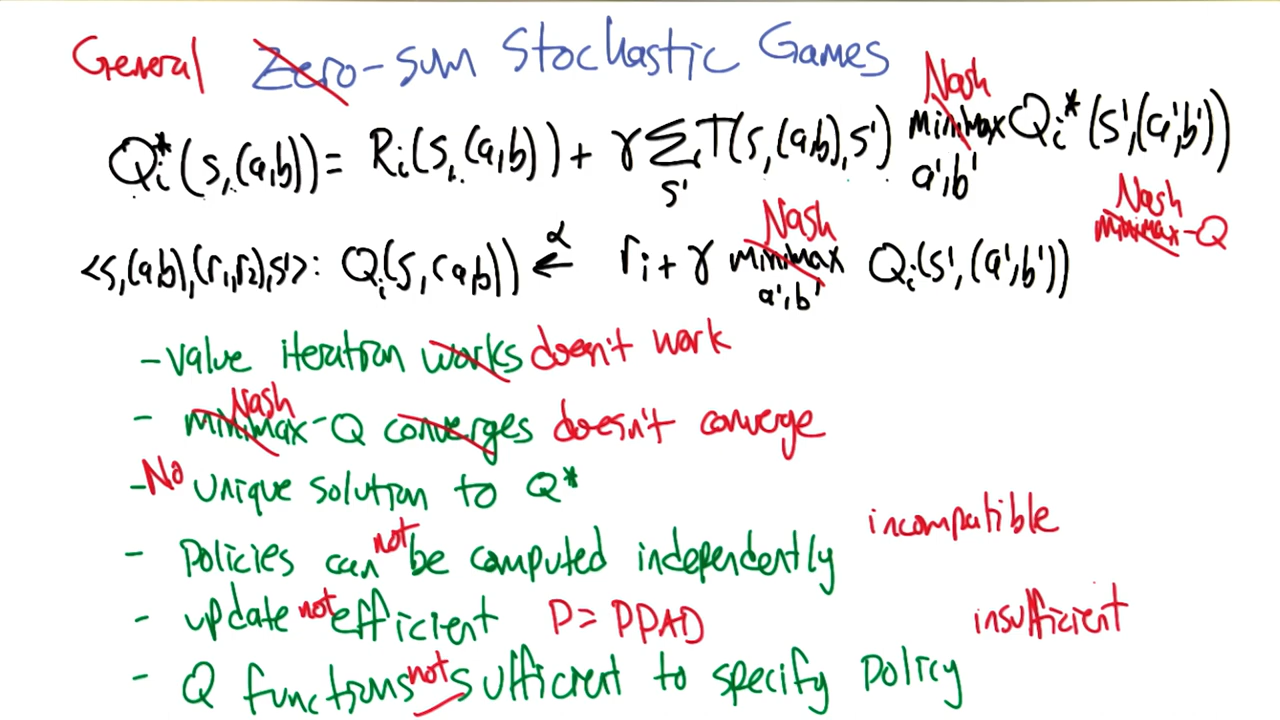 General Zero-sum Stochastic Games
Nash
Qi*(s,(a,b)) = Ri(s,(a,b)) + γ Σ T(s,(a,b),s') minimax Qi*(s',(a',b'))
s' a',b'
Nash
minimax-Q
Nash
<s,(a,b),(r1,r2),s'>: Qi(s,(a,b)) ←α ri + γ minimax Qi(s',(a',b'))
a',b'
- value iteration works doesn't work
Nash
- minimax-Q converges doesn't converge
- No unique solution to Q*
incompatible
- policies can not be computed independently
- update not efficient P = PPAD
insufficient
- Q functions not sufficient to specify policy